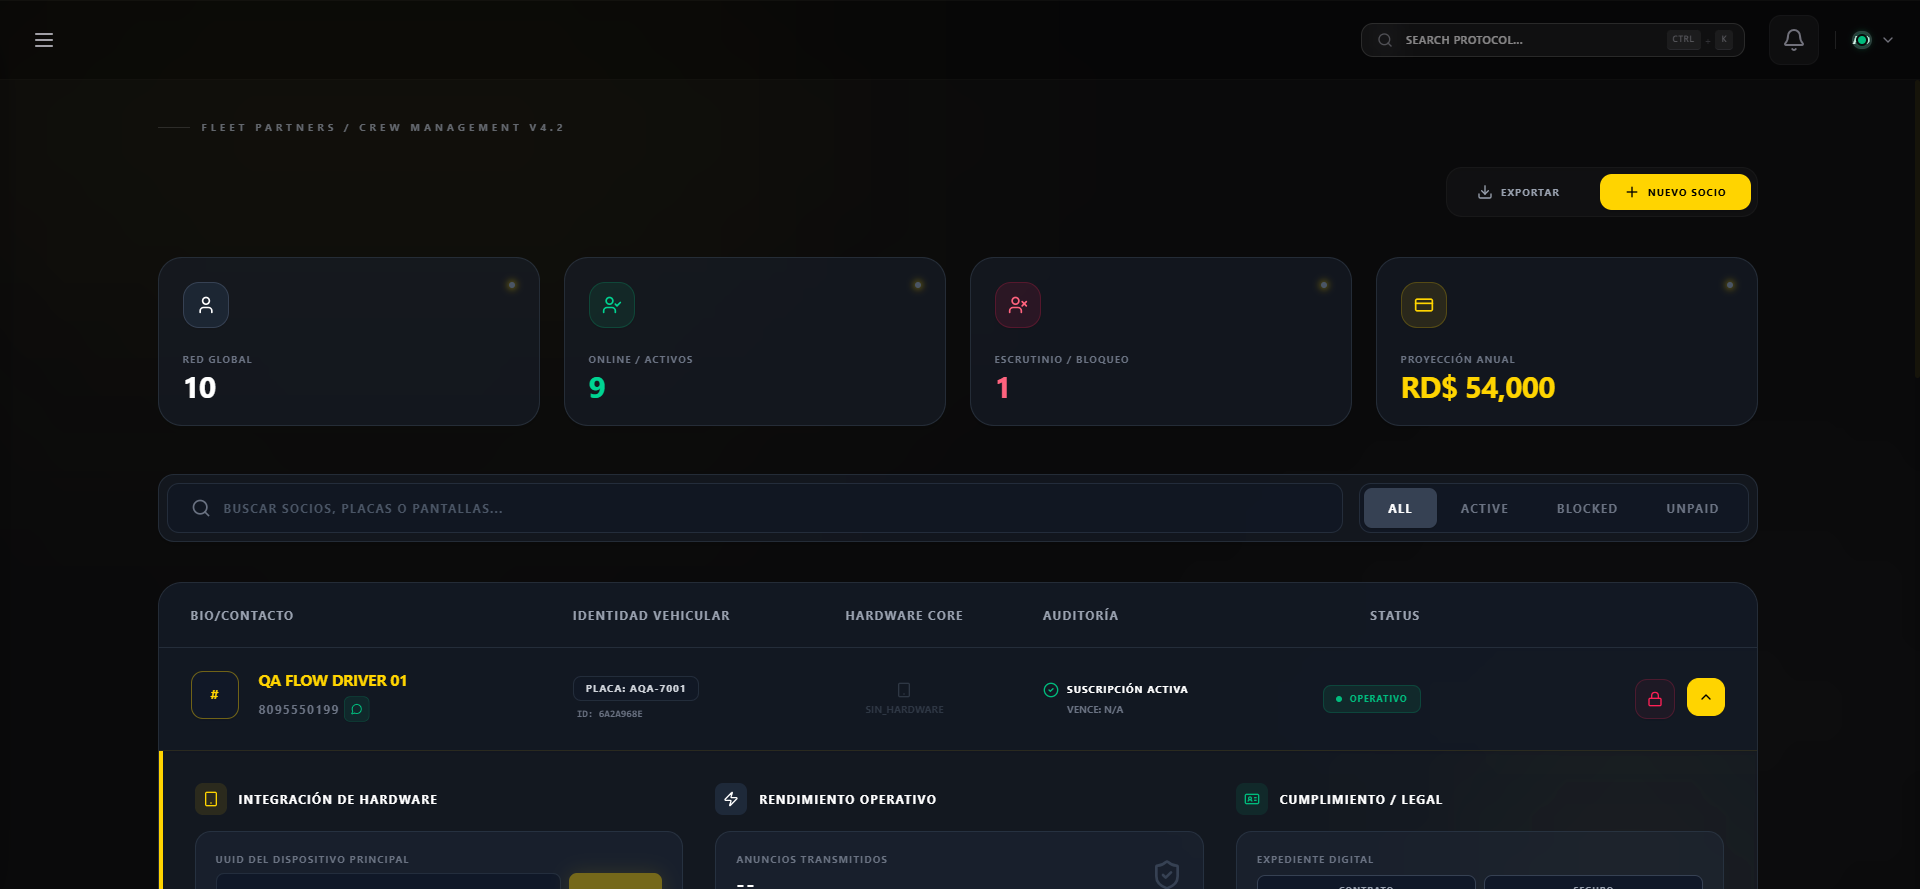 SEARCH PROTOCOL...
CTRL + K
FLEET PARTNERS / CREW MANAGEMENT V4.2
EXPORTAR
NUEVO SOCIO
RED GLOBAL
10
ONLINE / ACTIVOS
9
ESCRUTINIO / BLOQUEO
1
PROYECCIÓN ANUAL
RD$ 54,000
BUSCAR SOCIOS, PLACAS O PANTALLAS...
ALL ACTIVE BLOCKED UNPAID
BIO/CONTACTO IDENTIDAD VEHICULAR HARDWARE CORE AUDITORÍA STATUS
#
QA FLOW DRIVER 01
8095550199
PLACA: AQA-7001
ID: 6A2A968E
SIN_HARDWARE
SUSCRIPCIÓN ACTIVA
VENCE: N/A
OPERATIVO
INTEGRACIÓN DE HARDWARE
UUID DEL DISPOSITIVO PRINCIPAL
RENDIMIENTO OPERATIVO
ANUNCIOS TRANSMITIDOS
--
CUMPLIMIENTO / LEGAL
EXPEDIENTE DIGITAL
CONTRATO
SEGURO